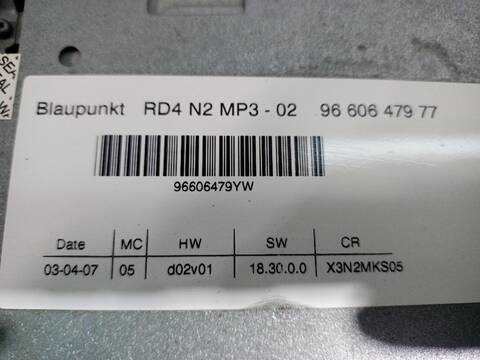 Blaupunkt RD4 N2 MP3 - 02 96 606 479 77
96606479YW
Date MC HW SW CR
03-04-07 05 d02v01 18.30.0.0 X3N2MKS05